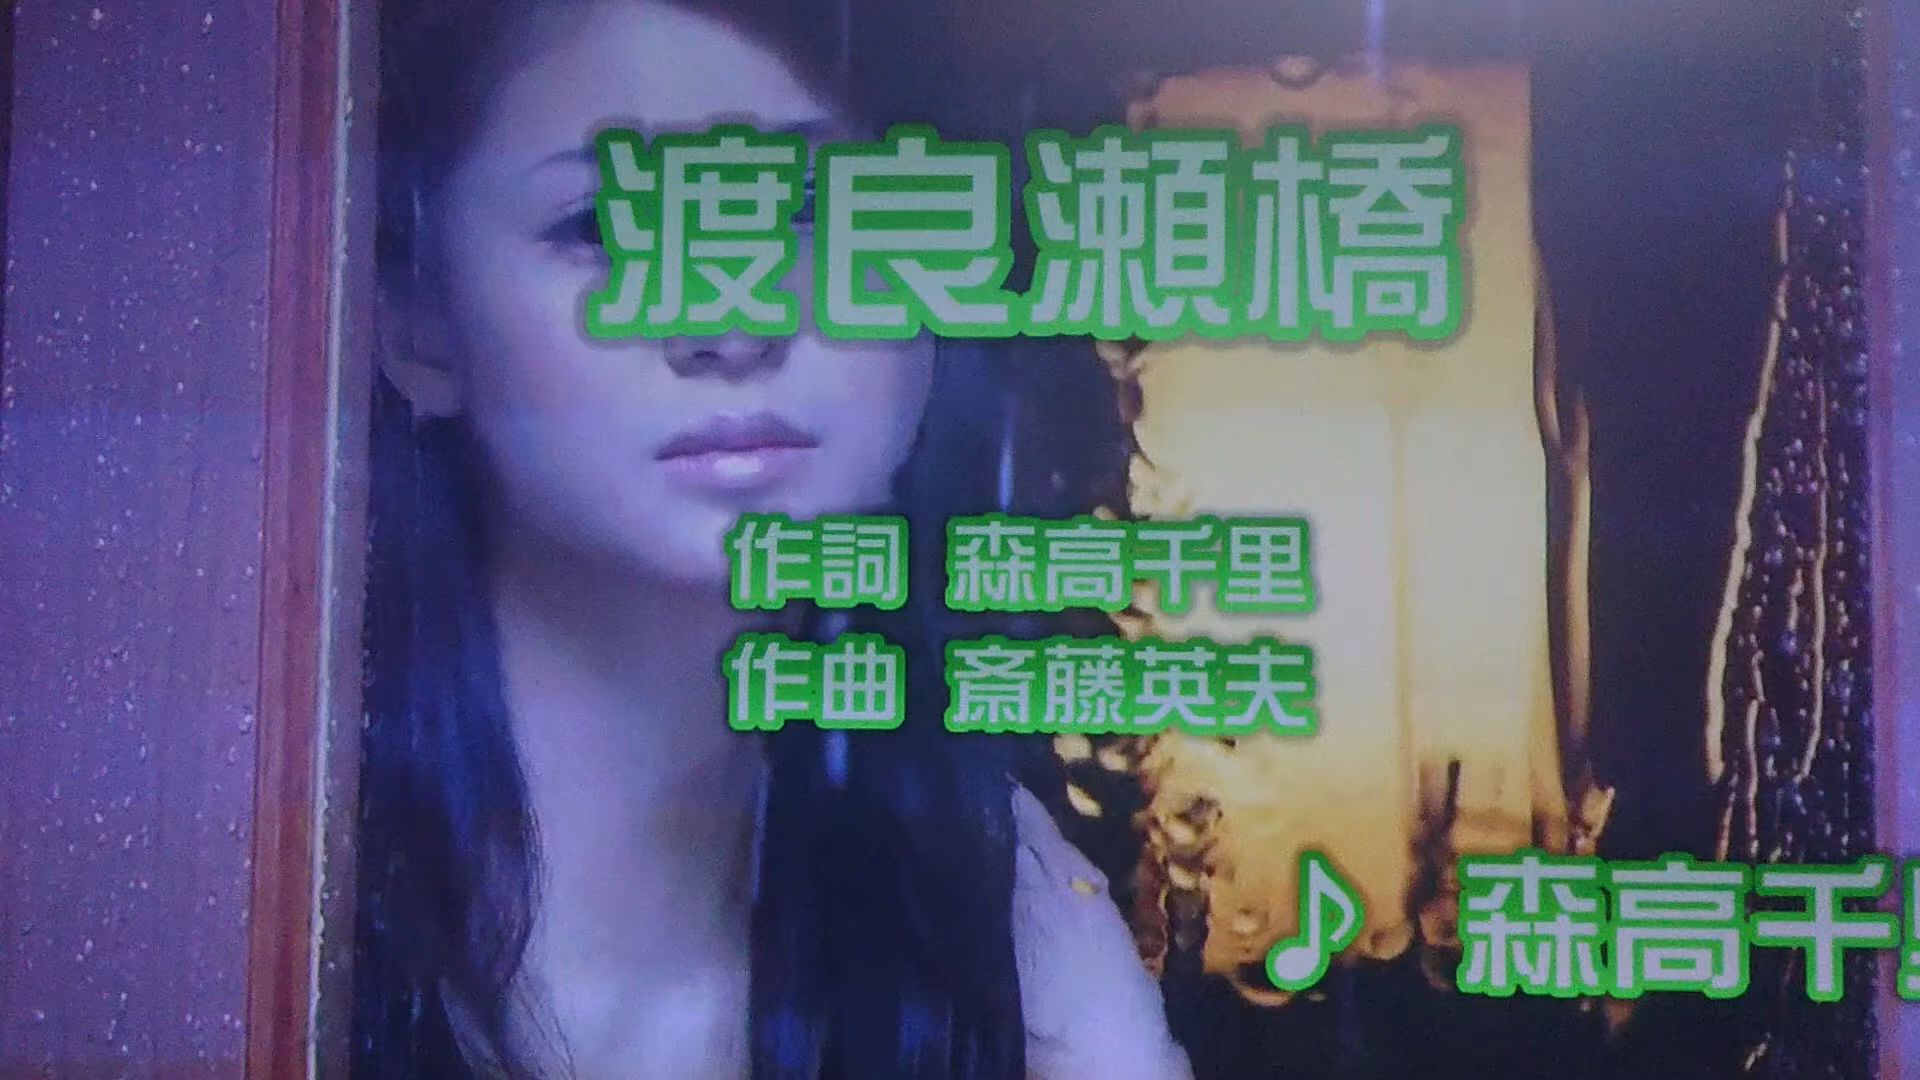 渡良瀬橋
作詞 森高千里
作曲 斎藤英夫
♪ 森高千里